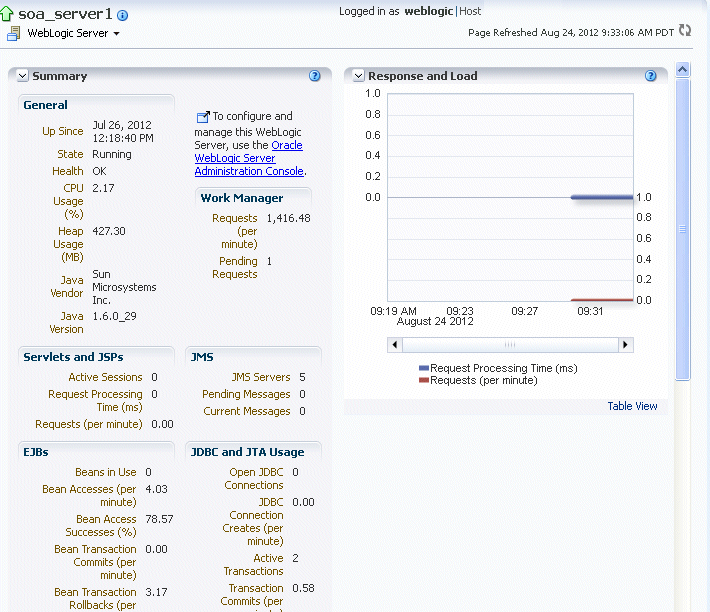 soa_server1
Logged in as weblogic|Host
WebLogic Server
Page Refreshed Aug 24, 2012 9:33:06 AM PDT
Summary
General
Up Since Jul 26, 2012
12:18:40 PM
State Running
Health OK
CPU 2.17
Usage
(%)
Heap 427.30
Usage
(MB)
Java Sun
Vendor Microsystems
Inc.
Java 1.6.0_29
Version
To configure and
manage this WebLogic
Server, use the Oracle
WebLogic Server
Administration Console.
Work Manager
Requests 1,416.48
(per
minute)
Pending 1
Requests
Servlets and JSPs
Active Sessions 0
Request Processing 0
Time (ms)
Requests (per minute) 0.00
JMS
JMS Servers 5
Pending Messages 0
Current Messages 0
EJBs
Beans in Use 0
Bean Accesses (per 4.03
minute)
Bean Access 78.57
Successes (%)
Bean Transaction 0.00
Commits (per
minute)
Bean Transaction 3.17
Rollbacks (per
JDBC and JTA Usage
Open JDBC 0
Connections
JDBC 0.00
Connection
Creates (per
minute)
Active 2
Transactions
Transaction 0.58
Commits (per
Response and Load
1.0
0.8
0.6
0.4
0.2
0.0
1.0
0.8
0.6
0.4
0.2
0.0
09:19 AM 09:23 09:27 09:31
August 24 2012
Request Processing Time (ms)
Requests (per minute)
Table View